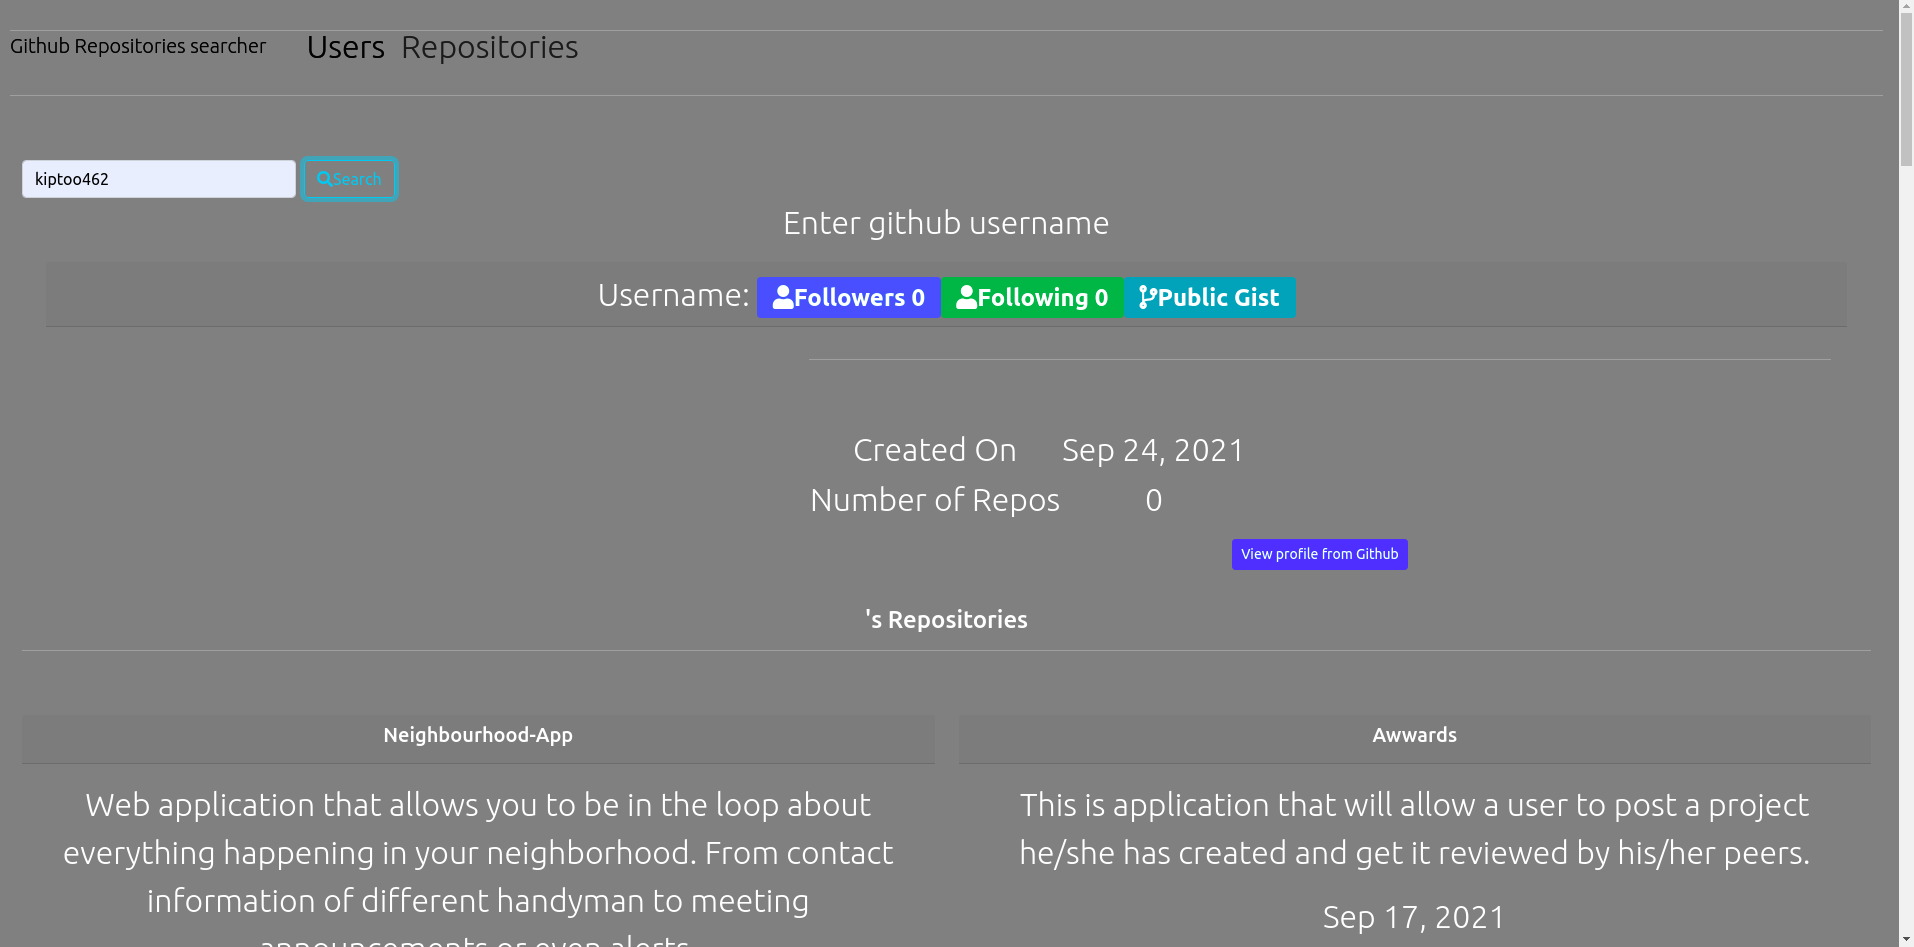 Github Repositories searcher Users Repositories
kiptoo462 Search
Enter github username
Username: Followers 0 Following 0 Public Gist
Created On Sep 24, 2021
Number of Repos 0
View profile from Github
's Repositories
Neighbourhood-App
Web application that allows you to be in the loop about
everything happening in your neighborhood. From contact
information of different handyman to meeting
announcements or even alerts
Awwards
This is application that will allow a user to post a project
he/she has created and get it reviewed by his/her peers.
Sep 17, 2021